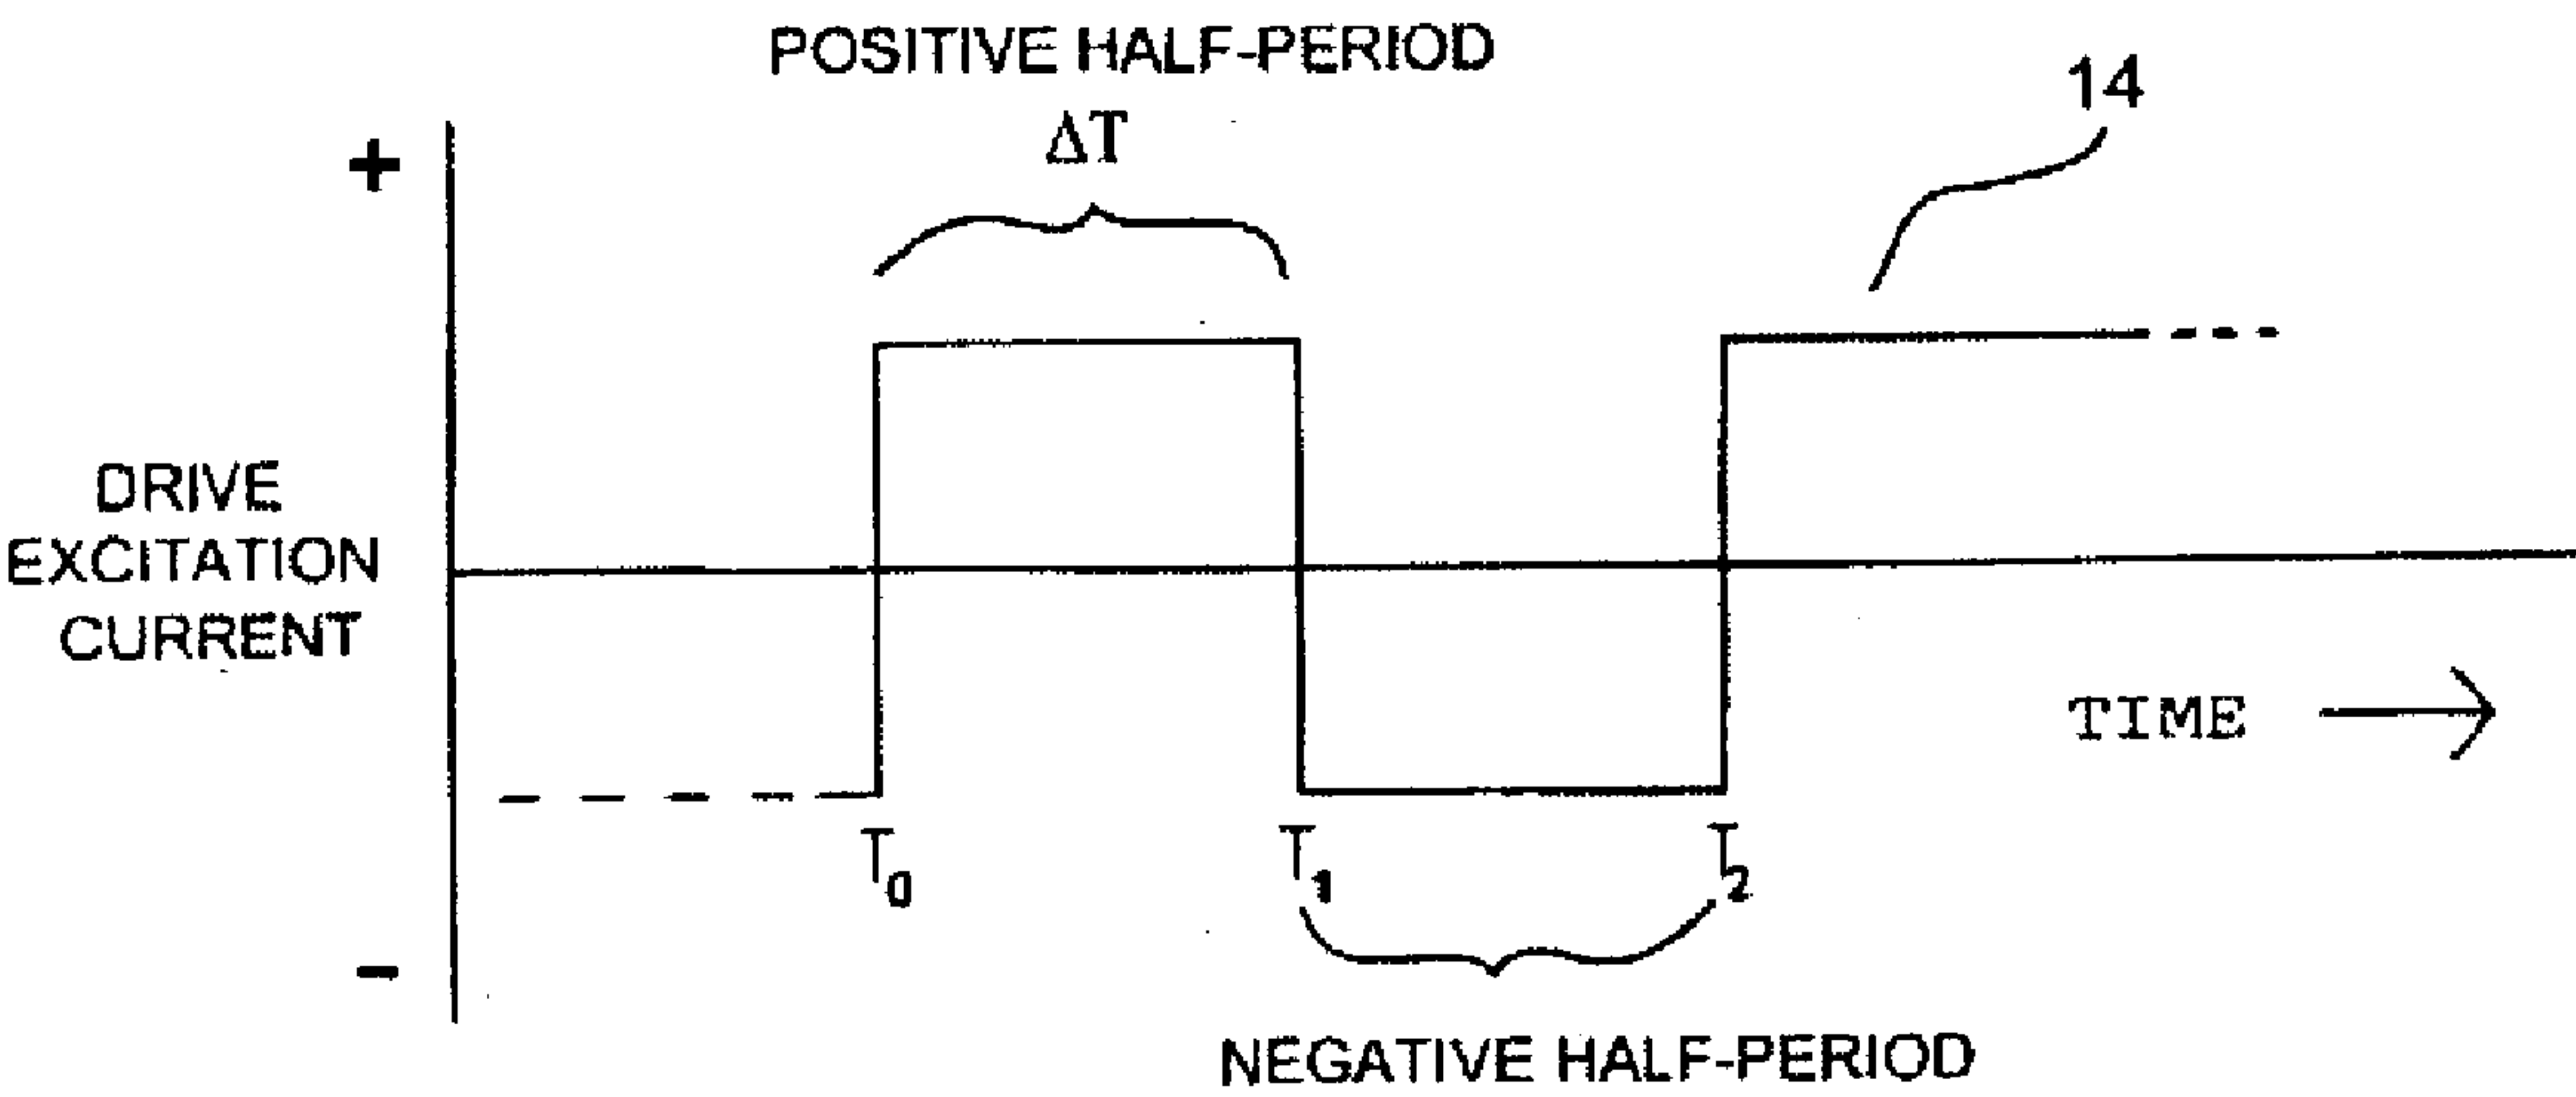 POSITIVE HALF-PERIOD
ΔT
14
+
DRIVE
EXCITATION
CURRENT
TIME
T0
T1
T2
-
NEGATIVE HALF-PERIOD